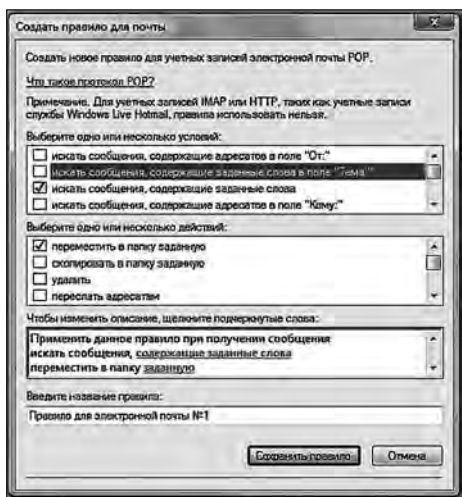 Создать правило для почты
Создать новое правило для учетных записей электронной почты POP.
Что такое протокол POP?
Примечание. Для учетных записей IMAP или HTTP, таких как учетные записи
службы Windows Live Hotmail, правила использовать нельзя.
Выберите одно или несколько условий:
искать сообщения, содержащие адресатов в поле "От:"
искать сообщения, содержащие заданные слова в поле "Тема:"
искать сообщения, содержащие заданные слова
искать сообщения, содержащие адресатов в поле "Кому:"
Выберите одно или несколько действий:
переместить в папку заданную
скопировать в папку заданную
удалить
переслать адресатам
Чтобы изменить описание, щелкните подчеркнутые слова:
Применить данное правило при получении сообщения
искать сообщения, содержащие заданные слова
переместить в папку заданную
Введите название правила:
Правило для электронной почты №1
Сохранить правило
Отмена